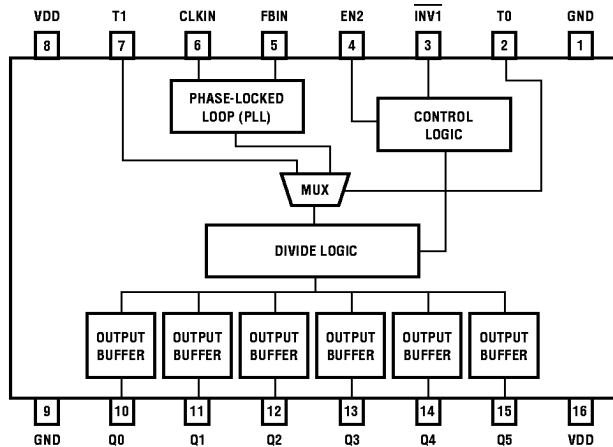 VDD T1 CLKIN FBIN EN2 INV1 T0 GND
8 7 6 5 4 3 2 1
PHASE-LOCKED
LOOP (PLL)
CONTROL
LOGIC
MUX
DIVIDE LOGIC
OUTPUT OUTPUT OUTPUT OUTPUT OUTPUT OUTPUT
BUFFER BUFFER BUFFER BUFFER BUFFER BUFFER
9 10 11 12 13 14 15 16
GND Q0 Q1 Q2 Q3 Q4 Q5 VDD